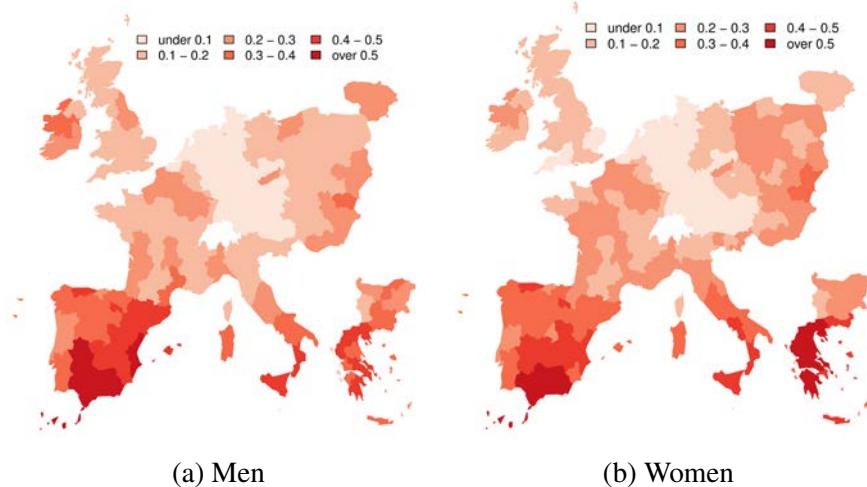 under 0.1 0.2 – 0.3 0.4 – 0.5
0.1 – 0.2 0.3 – 0.4 over 0.5
under 0.1 0.2 – 0.3 0.4 – 0.5
0.1 – 0.2 0.3 – 0.4 over 0.5
(a) Men
(b) Women